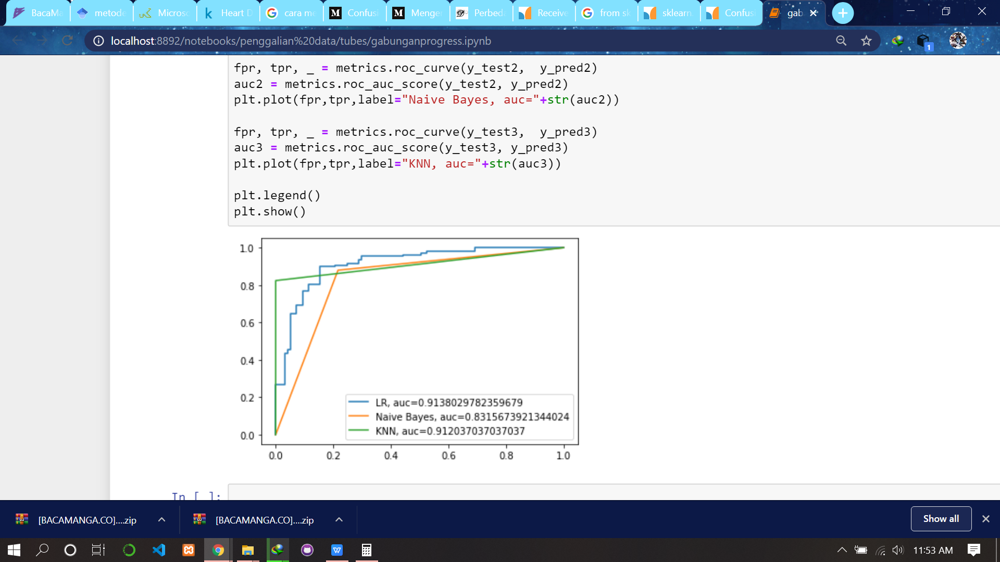 BacaMa
metode
Microso
Heart D
cara me
Confusi
Menger
Perbeda
Receive
from sk
sklearn.
Confusi
gab
localhost:8892/notebooks/penggalian%20data/tubes/gabunganprogress.ipynb
1
fpr, tpr, _ = metrics.roc_curve(y_test2,  y_pred2)
auc2 = metrics.roc_auc_score(y_test2, y_pred2)
plt.plot(fpr,tpr,label="Naive Bayes, auc="+str(auc2))
fpr, tpr, _ = metrics.roc_curve(y_test3,  y_pred3)
auc3 = metrics.roc_auc_score(y_test3, y_pred3)
plt.plot(fpr,tpr,label="KNN, auc="+str(auc3))
plt.legend()
plt.show()
1.0
0.8
0.6
0.4
0.2
0.0
LR, auc=0.9138029782359679
Naive Bayes, auc=0.8315673921344024
KNN, auc=0.912037037037037
0.0 0.2 0.4 0.6 0.8 1.0
In [ ]:
[BACAMANGA.CO]....zip
[BACAMANGA.CO]....zip
Show all
11:53 AM